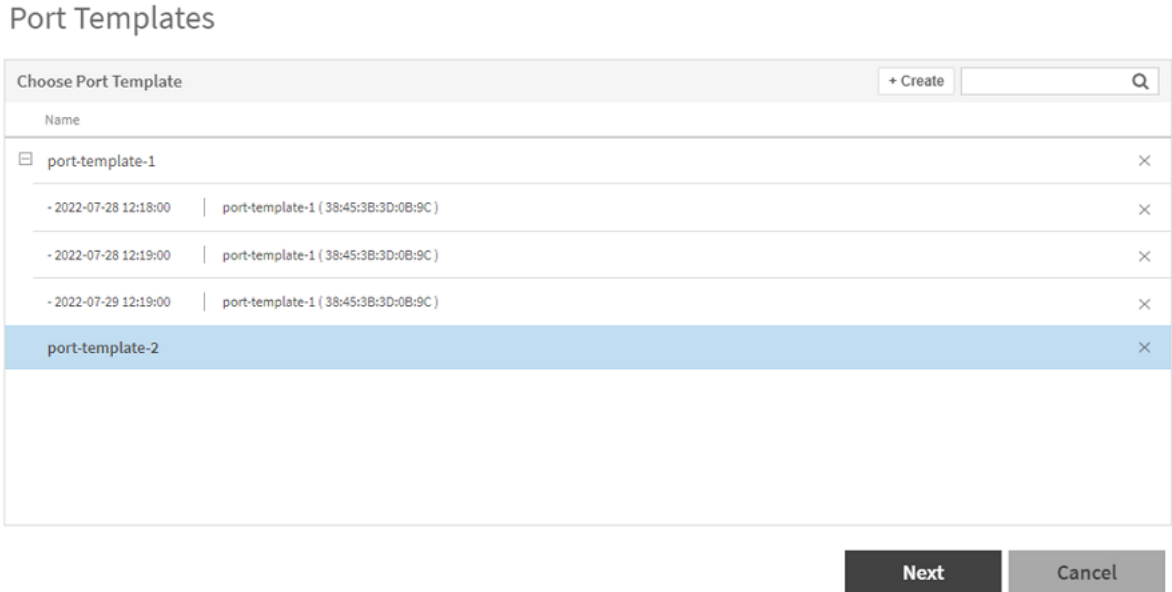 Port Templates
Choose Port Template + Create
Name
port-template-1
- 2022-07-28 12:18:00 | port-template-1 ( 38:45:3B:3D:0B:9C )
- 2022-07-28 12:19:00 | port-template-1 ( 38:45:3B:3D:0B:9C )
- 2022-07-29 12:19:00 | port-template-1 ( 38:45:3B:3D:0B:9C )
port-template-2
Next Cancel